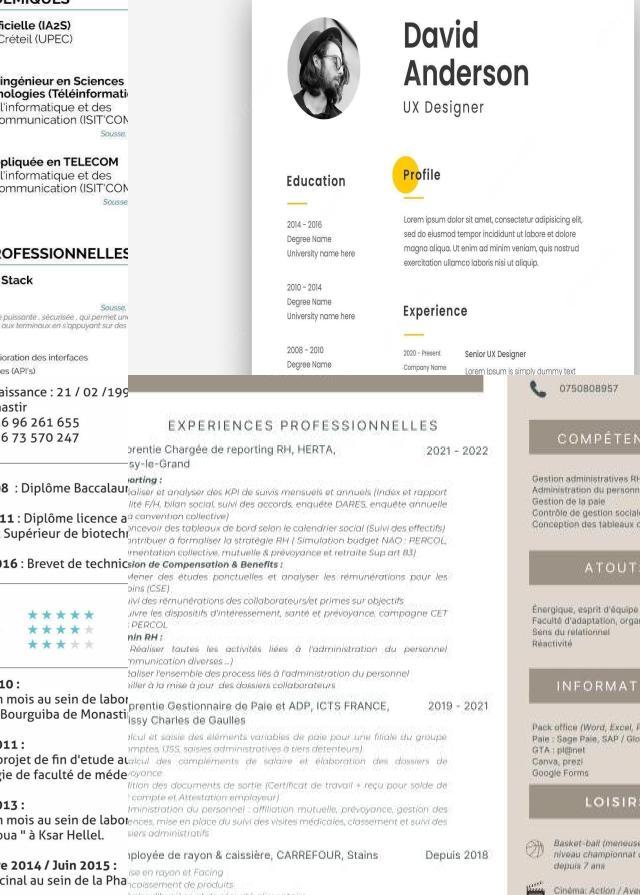 ficielle (IA2S)
Créteil (UPEC)
ingénieur en Sciences
l'informatique et des
ommunication (ISIT'COM
Sousse,
pliquée en TELECOM
l'informatique et des
ommunication (ISIT'COM
Sousse
OFESSIONNELLES
Stack
Sousse,
puissante , sécurisée , qui permet un
aux terminaux en s'appuyant sur des
ioration des interfaces
es (API's)
aissance : 21 / 02 /199
astir
6 96 261 655
6 73 570 247
8 : Diplôme Baccalau
11 : Diplôme licence a
Supérieur de biotech
016 : Brevet de technic
10 :
n mois au sein de labor
Bourguiba de Monasti
011 :
projet de fin d'etude au
gie de faculté de méde
013 :
n mois au sein de labor
oua " à Ksar Hellel.
re 2014 / Juin 2015 :
cinal au sein de la Pha
David
Anderson
UX Designer
Education
2014 - 2016
Degree Name
University name here
2010 - 2014
Degree Name
University name here
2008 - 2010
Degree Name
Profile
Lorem ipsum dolor sit amet, consectetur adipisicing elit,
sed do eiusmod tempor incididunt ut labore et dolore
magna aliqua. Ut enim ad minim veniam, quis nostrud
exercitation ullamco laboris nisi ut aliquip.
Experience
2020 - Present Senior UX Designer
Company Name Lorem Ipsum is simply dummy text
EXPERIENCES PROFESSIONNELLES
prentie Chargée de reporting RH, HERTA, 2021 - 2022
sy-le-Grand
orting :
aliser et analyser des KPI de suivis mensuels et annuels (Index et rapport
lité F/H, bilan social, suivi des accords, enquête DARES, enquête annuelle
a convention collective)
oncevoir des tableaux de bord selon le calendrier social (Suivi des effectifs)
ntribuer à formaliser la stratégie RH ( Simulation budget NAO : PERCOL,
mentation collective, mutuelle & prévoyance et retraite Sup art 83)
sion de Compensation & Benefits :
Mener des études ponctuelles et analyser les rémunérations pour les
oins (CSE)
uivi des rémunérations des collaborateurs/et primes sur objectifs
uivre les dispositifs d'intéressement, santé et prévoyance, campagne CET
PERCOL
min RH :
Réaliser toutes les activités liées à l'administration du personnel
mmunication diverses ...)
éaliser l'ensemble des process liés à l'administration du personnel
iller à la mise à jour des dossiers collaborateurs
prentie Gestionnaire de Paie et ADP, ICTS FRANCE, 2019 - 2021
issy Charles de Gaulles
lcul et saisie des éléments variables de paie pour une filiale du groupe
omptes, IJSS, saisies administratives à tiers détenteurs)
alcul des compléments de salaire et élaboration des dossiers de
voyance
dition des documents de sortie (Certificat de travail + reçu pour solde de
compte et Attestation employeur)
dministration du personnel : affiliation mutuelle, prévoyance, gestion des
ences, mise en place du suivi des visites médicales, classement et suivi des
siers administratifs
ployée de rayon & caissière, CARREFOUR, Stains Depuis 2018
ise en rayon et Facing
ncaissement de produits
0750808957
COMPÉTEN
Gestion administratives RH
Administration du personn
Gestion de la paie
Contrôle de gestion sociale
Conception des tableaux d
ATOUT
Énergique, esprit d'équipe
Faculté d'adaptation, organ
Sens du relationnel
Réactivité
INFORMAT
Pack office (Word, Excel, P
Paie : Sage Paie, SAP / Glo
GTA : pl@net
Canva, prezi
Google Forms
LOISIR
Basket-ball (meneuse
niveau championnat
depuis 7 ans
Cinéma: Action / Aven